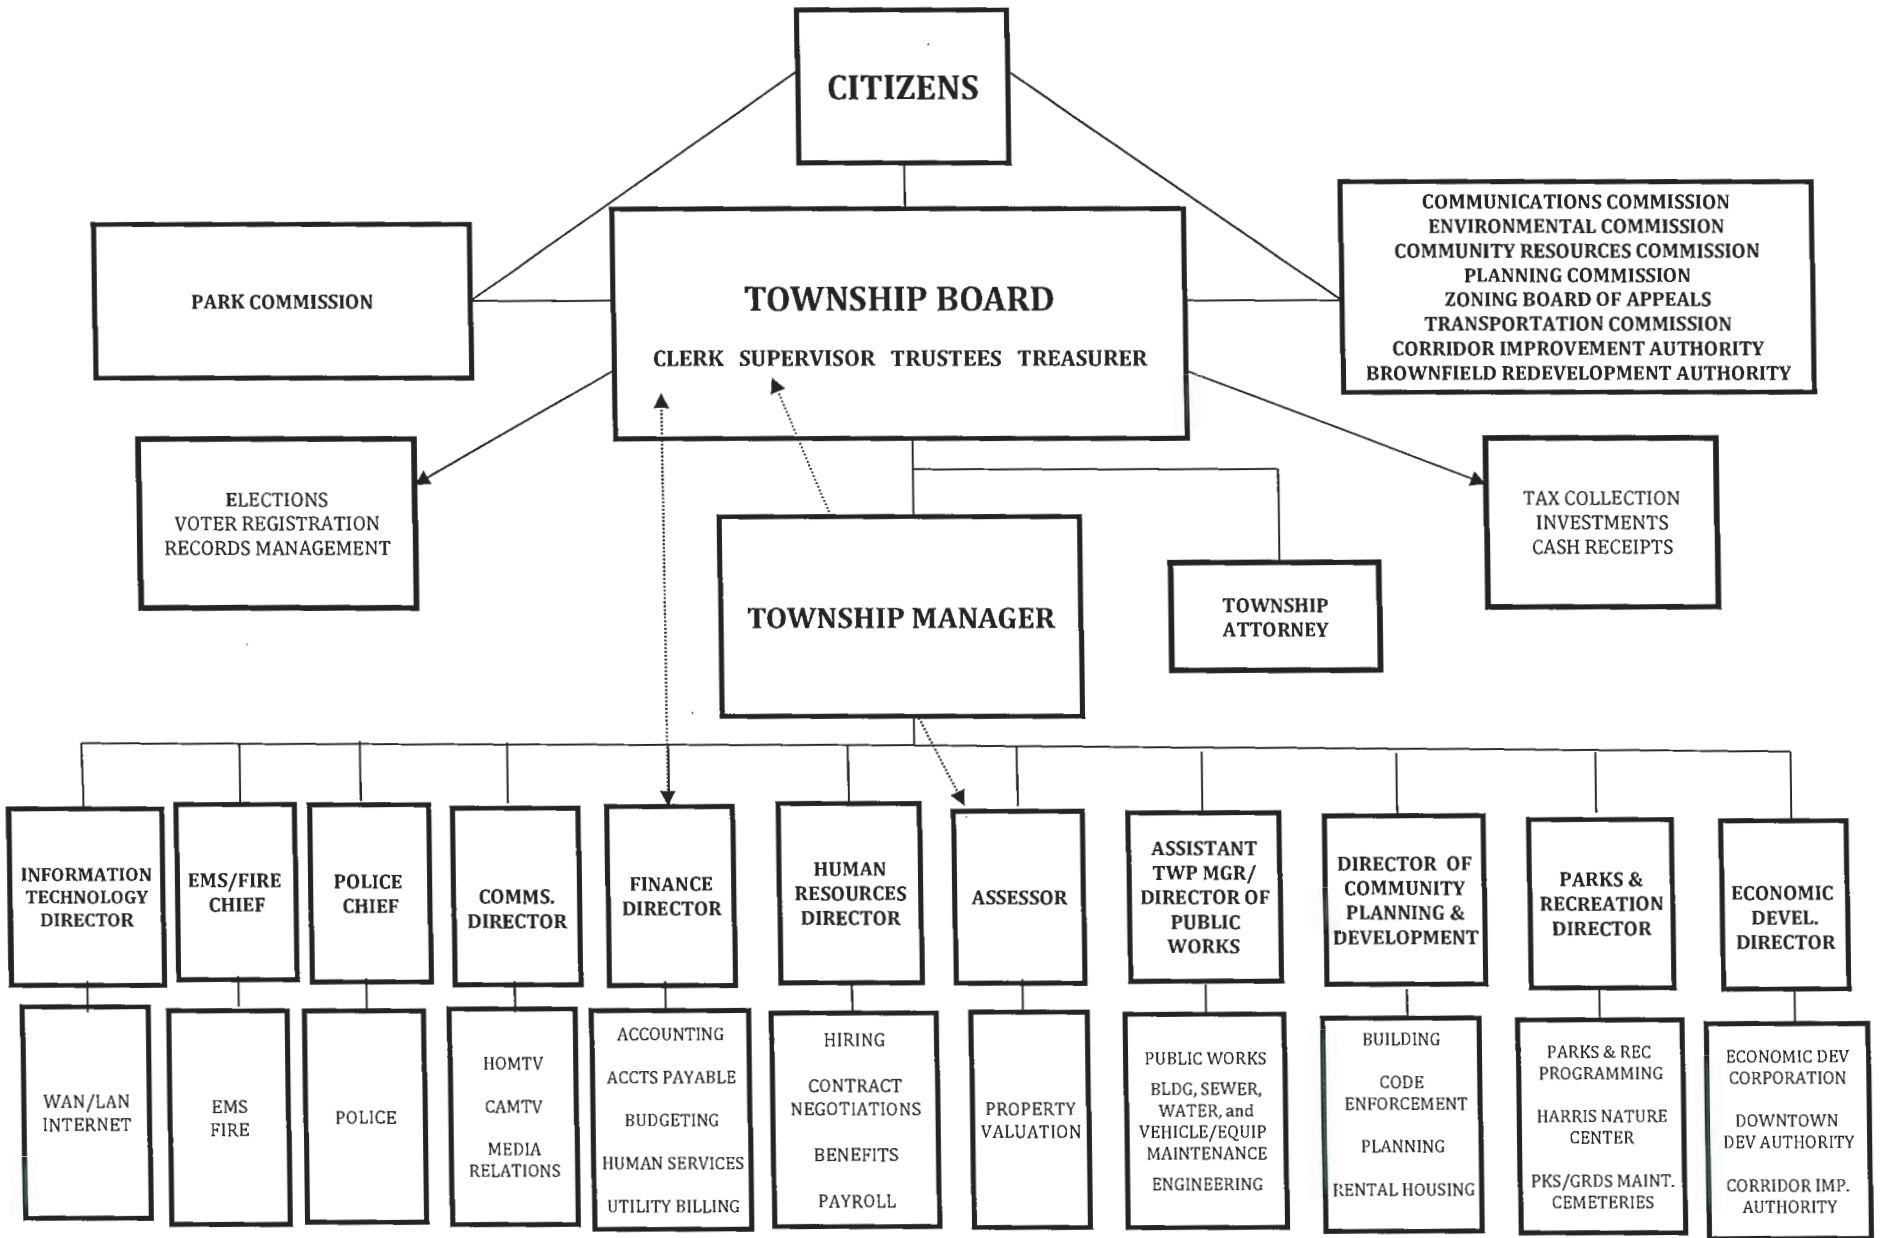 CITIZENS
PARK COMMISSION
TOWNSHIP BOARD
CLERK SUPERVISOR TRUSTEES TREASURER
COMMUNICATIONS COMMISSION
ENVIRONMENTAL COMMISSION
COMMUNITY RESOURCES COMMISSION
PLANNING COMMISSION
ZONING BOARD OF APPEALS
TRANSPORTATION COMMISSION
CORRIDOR IMPROVEMENT AUTHORITY
BROWNFIELD REDEVELOPMENT AUTHORITY
ELECTIONS
VOTER REGISTRATION
RECORDS MANAGEMENT
TAX COLLECTION
INVESTMENTS
CASH RECEIPTS
TOWNSHIP MANAGER
TOWNSHIP
ATTORNEY
INFORMATION
TECHNOLOGY
DIRECTOR
EMS/FIRE
CHIEF
POLICE
CHIEF
COMMS.
DIRECTOR
FINANCE
DIRECTOR
HUMAN
RESOURCES
DIRECTOR
ASSESSOR
ASSISTANT
TWP MGR/
DIRECTOR OF
PUBLIC
WORKS
DIRECTOR OF
COMMUNITY
PLANNING &
DEVELOPMENT
PARKS &
RECREATION
DIRECTOR
ECONOMIC
DEVEL.
DIRECTOR
WAN/LAN
INTERNET
EMS
FIRE
POLICE
HOMTV
CAMTV
MEDIA
RELATIONS
ACCOUNTING
ACCTS PAYABLE
BUDGETING
HUMAN SERVICES
UTILITY BILLING
HIRING
CONTRACT
NEGOTIATIONS
BENEFITS
PAYROLL
PROPERTY
VALUATION
PUBLIC WORKS
BLDG, SEWER,
WATER, and
VEHICLE/EQUIP
MAINTENANCE
ENGINEERING
BUILDING
CODE
ENFORCEMENT
PLANNING
RENTAL HOUSING
PARKS & REC
PROGRAMMING
HARRIS NATURE
CENTER
PKS/GRDS MAINT.
CEMETERIES
ECONOMIC DEV
CORPORATION
DOWNTOWN
DEV AUTHORITY
CORRIDOR IMP.
AUTHORITY